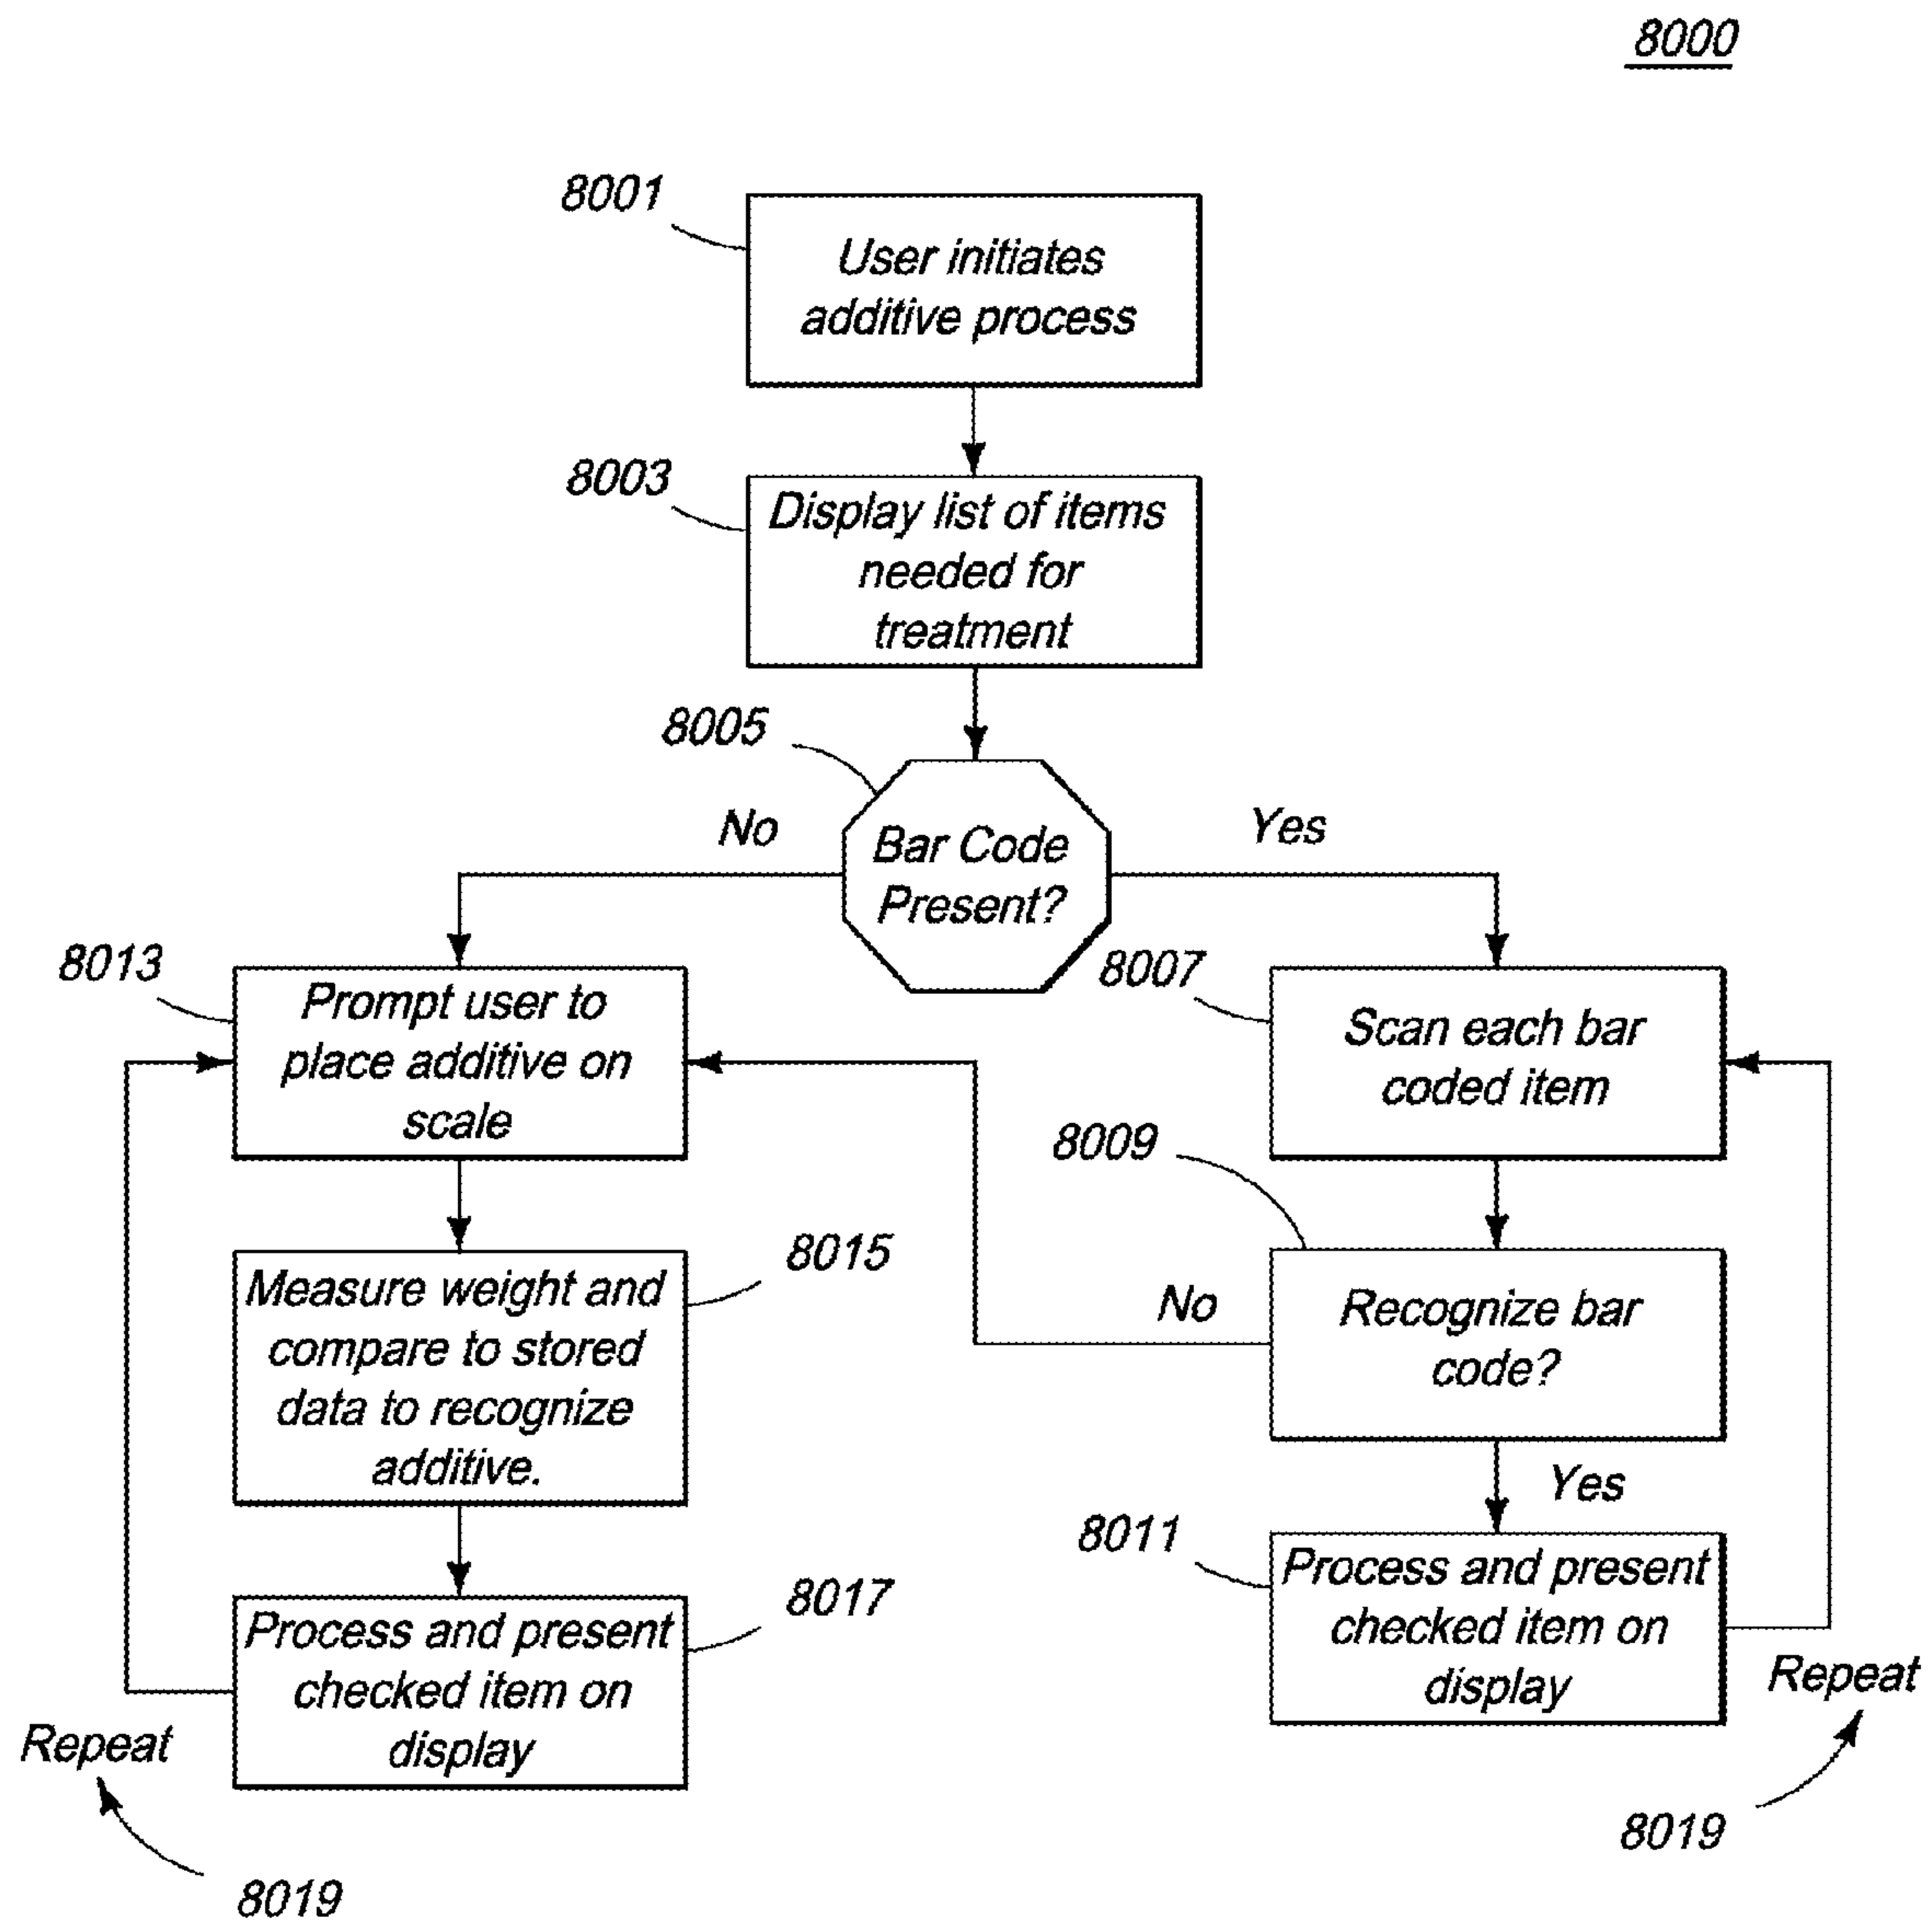 8000
8001
User initiates
additive process
8003
Display list of items
needed for
treatment
8005
Bar Code
Present?
No
Yes
8013
Prompt user to
place additive on
scale
8007
Scan each bar
coded item
8009
Recognize bar
code?
No
Yes
8015
Measure weight and
compare to stored
data to recognize
additive.
8011
Process and present
checked item on
display
Repeat
8019
8017
Process and present
checked item on
display
Repeat
8019